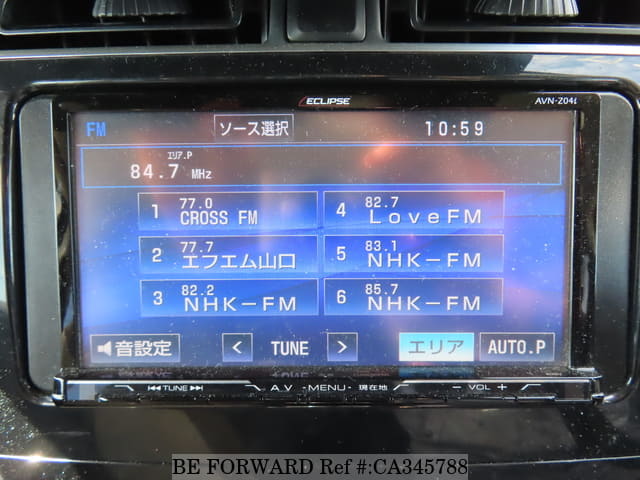 ECLIPSE AVN-Z04i
FM ソース選択 10:59
エリア.P
84.7 MHz
1 77.0 CROSS FM
4 82.7 LoveFM
2 77.7 エフエム山口
5 83.1 NHK-FM
3 82.2 NHK-FM
6 85.7 NHK-FM
音設定 < TUNE > エリア AUTO.P
TUNE AV -MENU- 現在地 - VOL +
BE FORWARD Ref #:CA345788